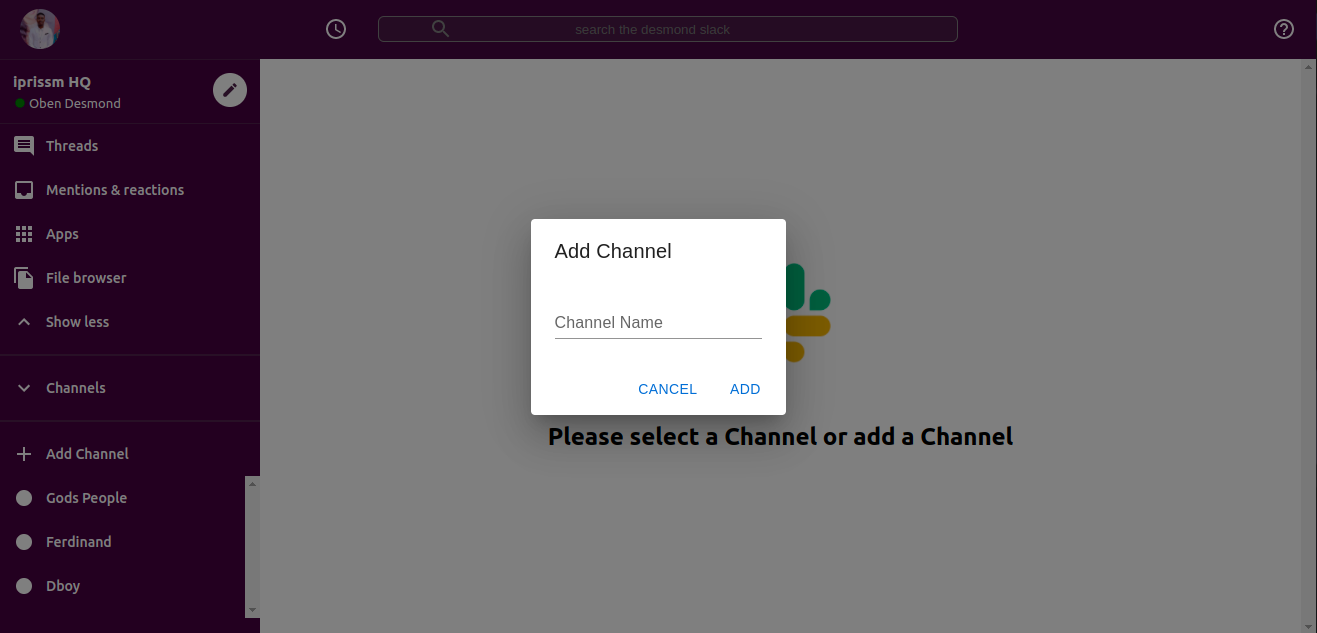 search the desmond slack
iprissm HQ
Oben Desmond
Threads
Mentions & reactions
Apps
File browser
Show less
Channels
Add Channel
Gods People
Ferdinand
Dboy
Add Channel
Channel Name
CANCEL ADD
Please select a Channel or add a Channel